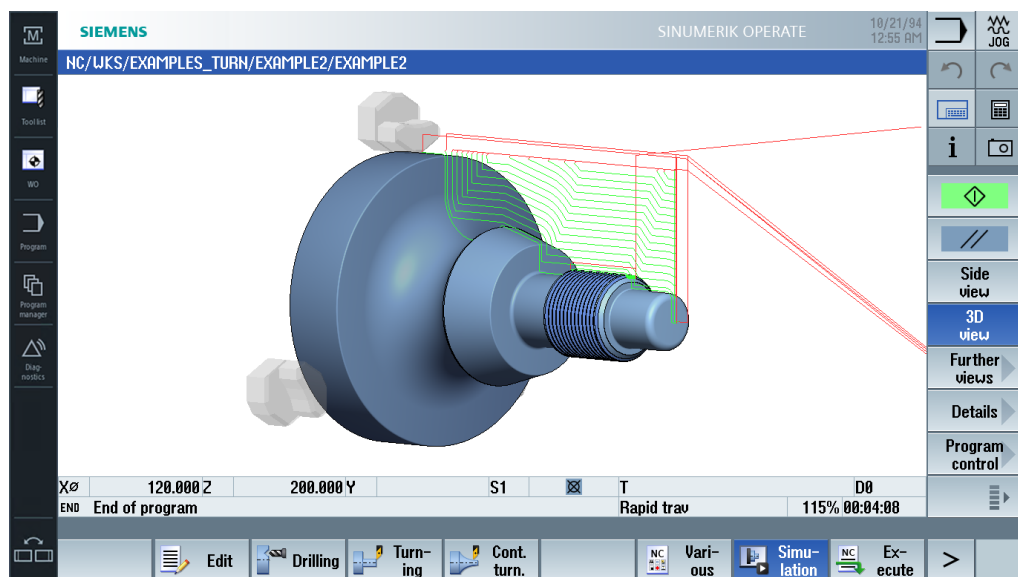 SIEMENS
SINUMERIK OPERATE
10/21/94
12:55 AM
M
Machine
JOG
NC/WKS/EXAMPLES_TURN/EXAMPLE2/EXAMPLE2
Tool list
i
WO
Program
Program
manager
Diag-
nostics
Side
view
3D
view
Further
views
Details
Program
control
XØ 120.000 Z 200.000 Y S1 T D0
END End of program Rapid trav 115% 00:04:08
Edit
Drilling
Turn-
ing
Cont.
turn.
NC
Vari-
ous
Simu-
lation
NC
Ex-
ecute
>